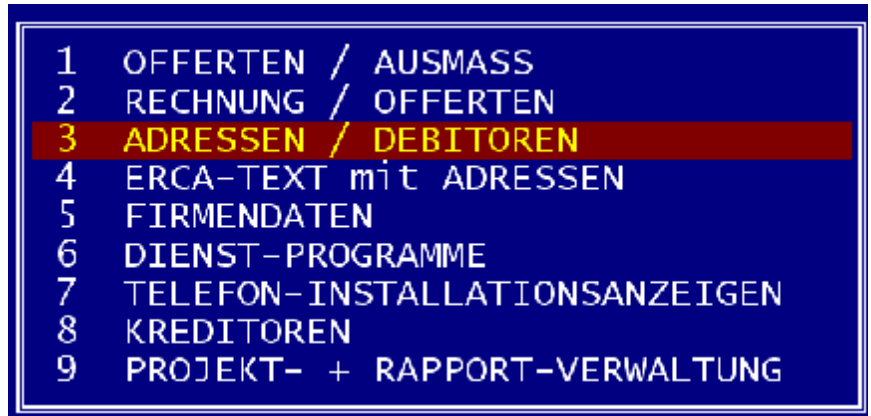 1 OFFERTEN / AUSMASS
2 RECHNUNG / OFFERTEN
3 ADRESSEN / DEBITOREN
4 ERCA-TEXT mit ADRESSEN
5 FIRMENDATEN
6 DIENST-PROGRAMME
7 TELEFON-INSTALLATIONSANZEIGEN
8 KREDITOREN
9 PROJEKT- + RAPPORT-VERWALTUNG